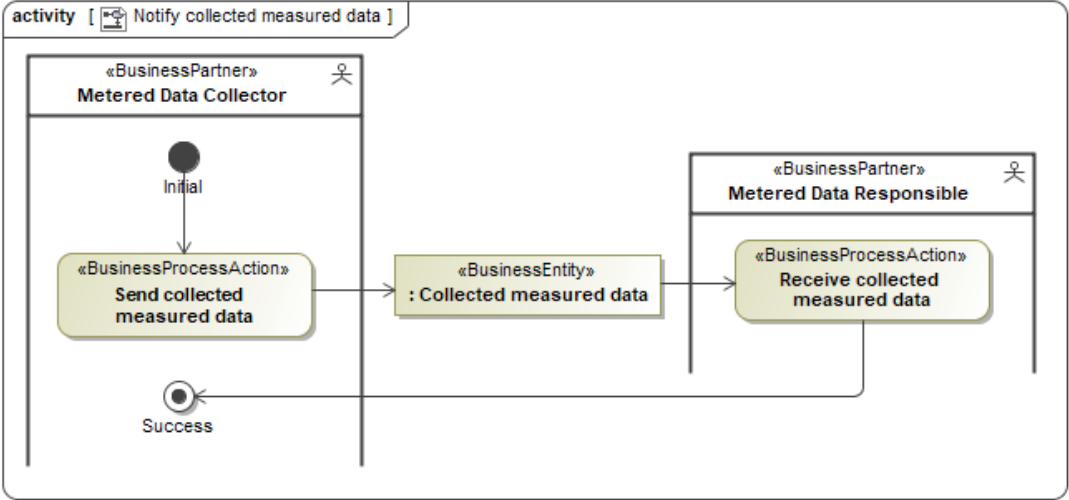 activity [ Notify collected measured data ]
«BusinessPartner»
Metered Data Collector
Initial
«BusinessPartner»
Metered Data Responsible
«BusinessProcessAction»
Send collected
measured data
«BusinessEntity»
: Collected measured data
«BusinessProcessAction»
Receive collected
measured data
Success